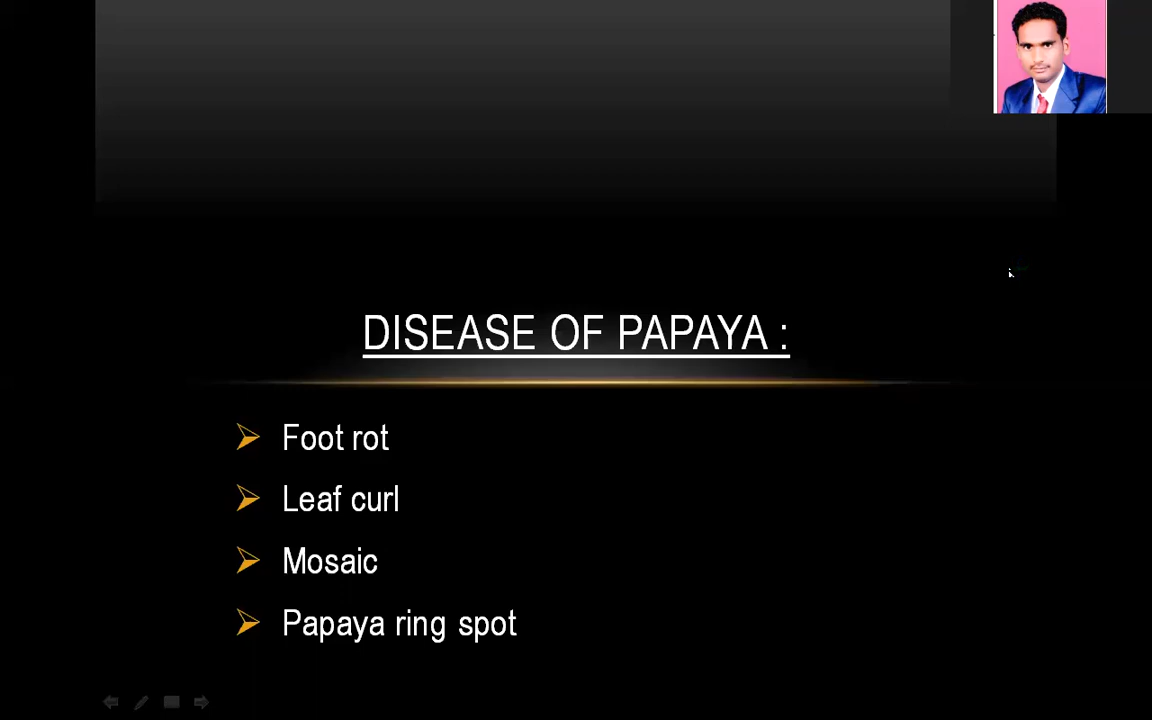 DISEASE OF PAPAYA :
Foot rot
Leaf curl
Mosaic
Papaya ring spot